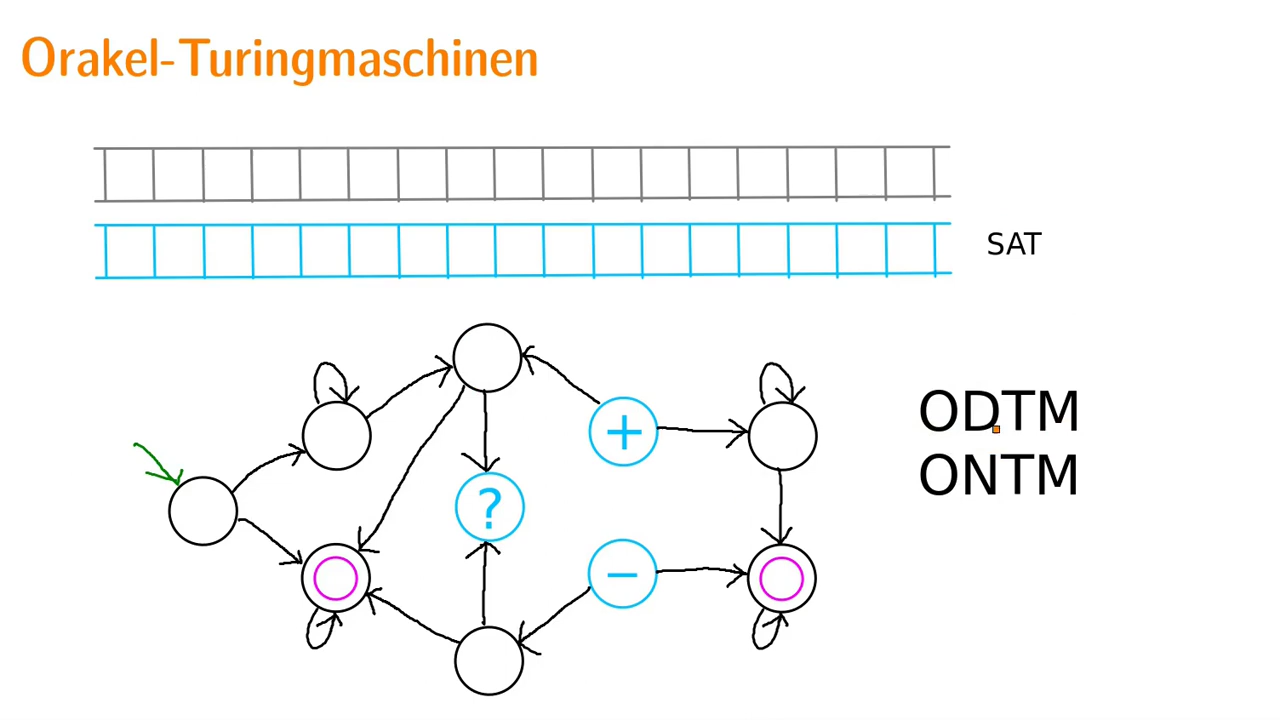 Orakel-Turingmaschinen
SAT
+
?
−
ODTM
ONTM